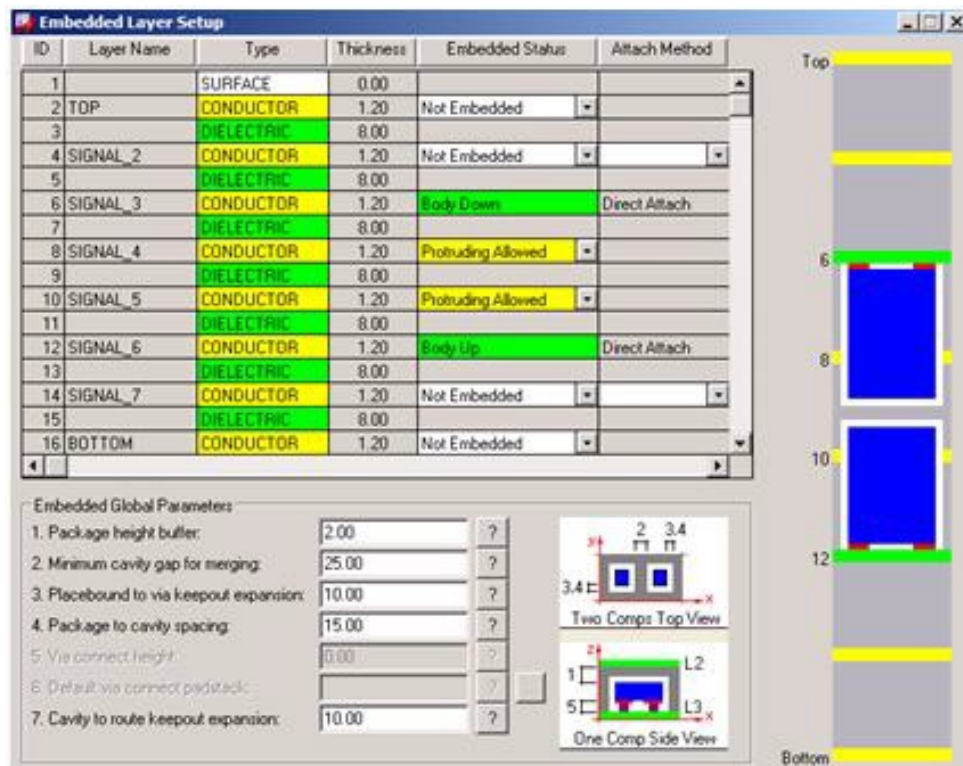 Embedded Layer Setup
ID Layer Name Type Thickness Embedded Status Attach Method
1 SURFACE 0.00
2 TOP CONDUCTOR 1.20 Not Embedded
3 DIELECTRIC 8.00
4 SIGNAL_2 CONDUCTOR 1.20 Not Embedded
5 DIELECTRIC 8.00
6 SIGNAL_3 CONDUCTOR 1.20 Body Down Direct Attach
7 DIELECTRIC 8.00
8 SIGNAL_4 CONDUCTOR 1.20 Protruding Allowed
9 DIELECTRIC 8.00
10 SIGNAL_5 CONDUCTOR 1.20 Protruding Allowed
11 DIELECTRIC 8.00
12 SIGNAL_6 CONDUCTOR 1.20 Body Up Direct Attach
13 DIELECTRIC 8.00
14 SIGNAL_7 CONDUCTOR 1.20 Not Embedded
15 DIELECTRIC 8.00
16 BOTTOM CONDUCTOR 1.20 Not Embedded
Embedded Global Parameters
1. Package height buffer: 2.00 ?
2. Minimum cavity gap for merging: 25.00 ?
3. Placebound to via keepout expansion: 10.00 ?
4. Package to cavity spacing: 15.00 ?
5. Via connect height: 0.00 ?
6. Default via connect padstack: ?
7. Cavity to route keepout expansion: 10.00 ?
2 3.4
y
3.4
x
Two Comps Top View
z
L2
1
5
L3
x
One Comp Side View
Top
6
8
10
12
Bottom